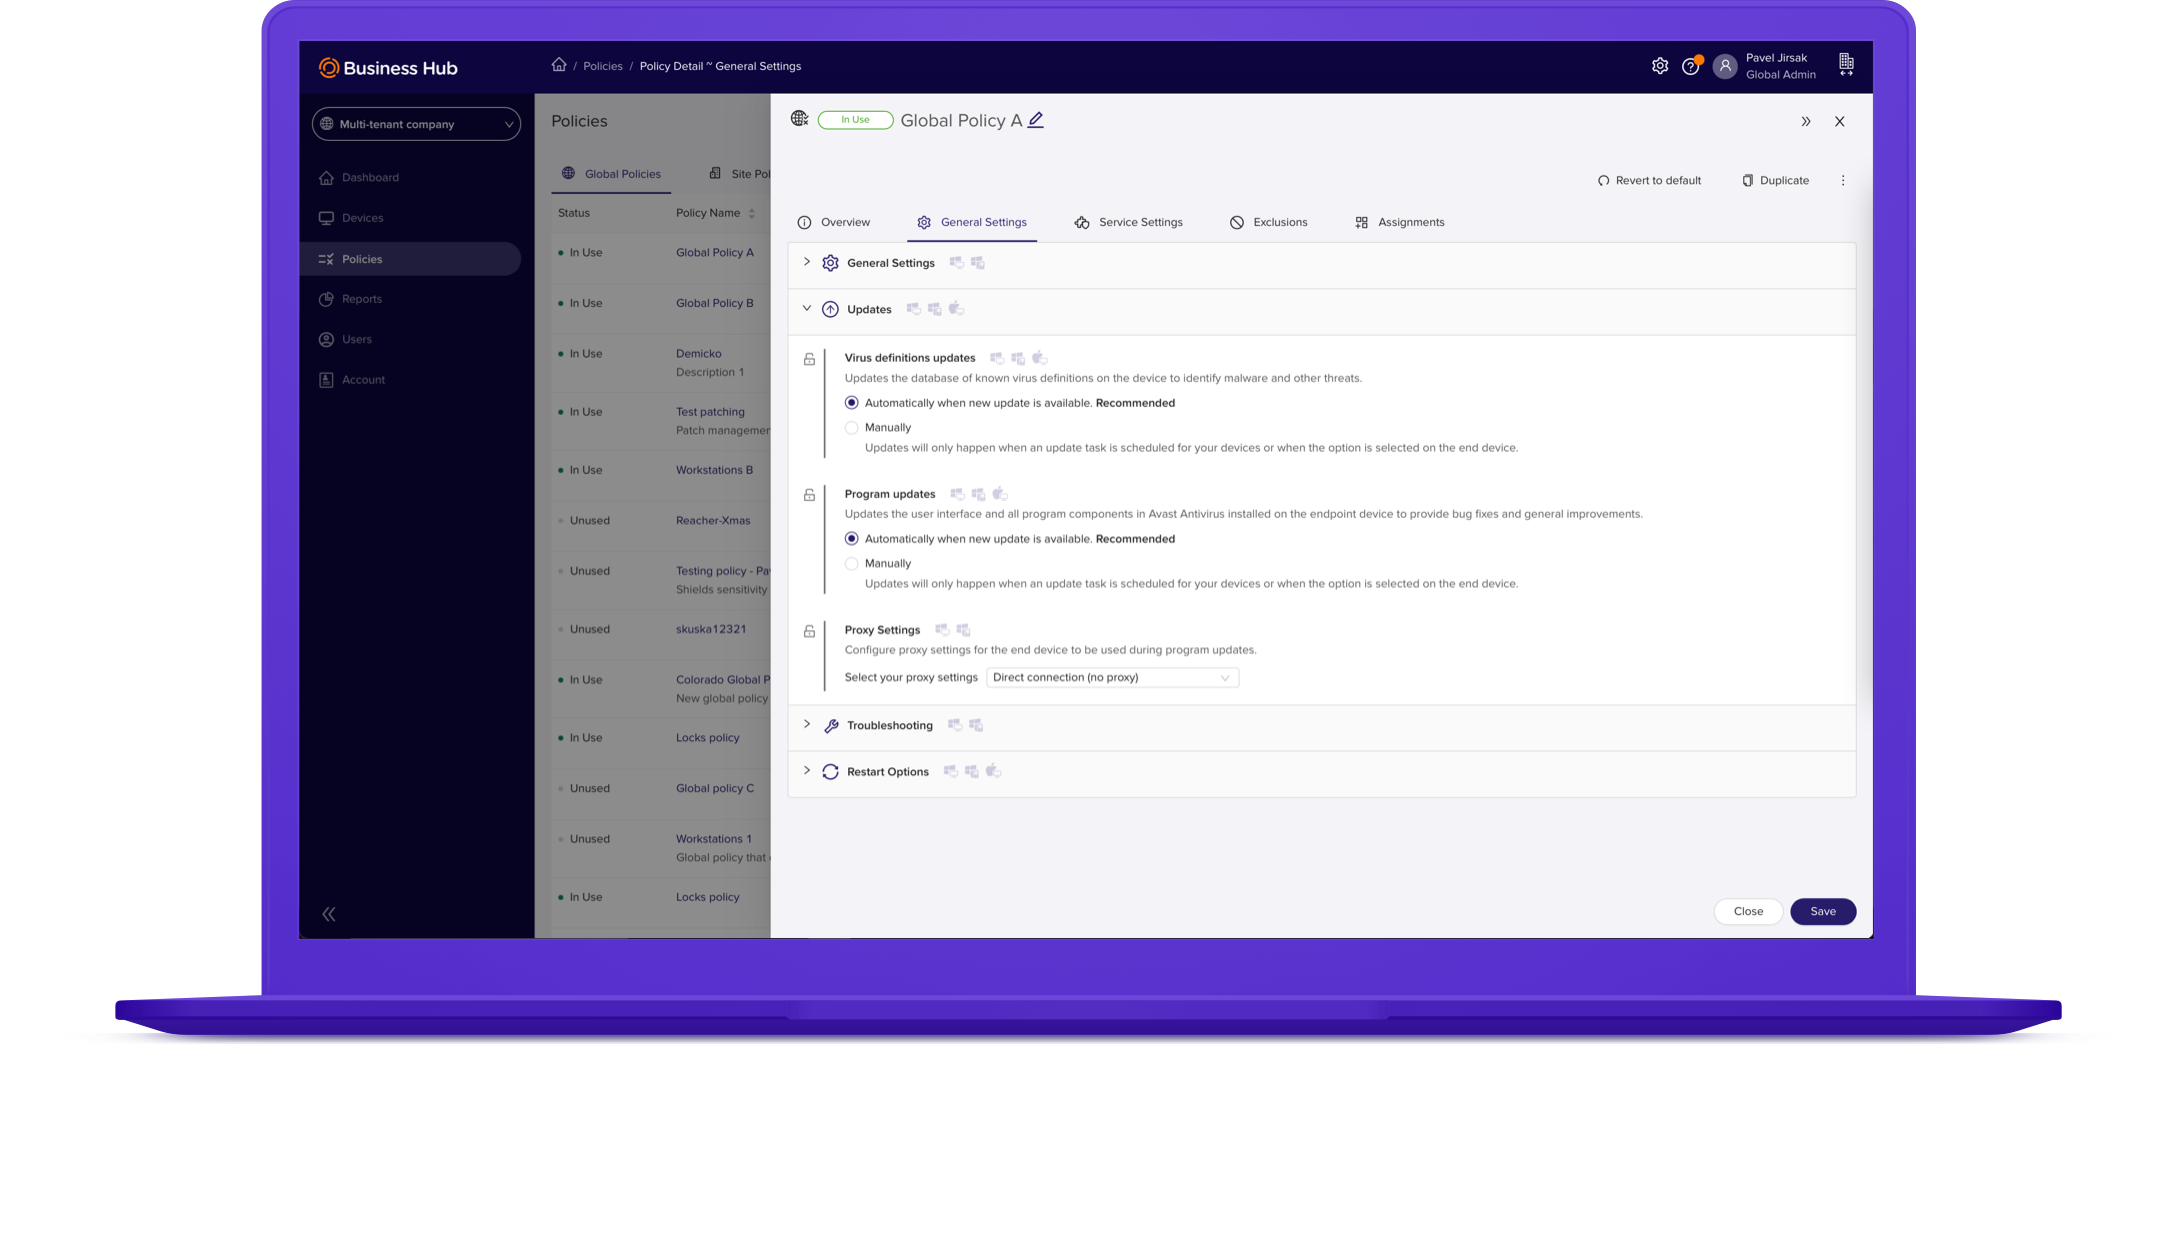 Business Hub
/ Policies / Policy Detail ~ General Settings
Pavel Jirsak
Global Admin
Multi-tenant company
Dashboard
Devices
Policies
Reports
Users
Account
Policies
Global Policies
Site Pol
Status
Policy Name
In Use
Global Policy A
In Use
Global Policy B
In Use
Demicko
Description 1
In Use
Test patching
Patch managemen
In Use
Workstations B
Unused
Reacher-Xmas
Unused
Testing policy - Pa
Shields sensitivity
Unused
skuska12321
In Use
Colorado Global P
New global policy
In Use
Locks policy
Unused
Global policy C
Unused
Workstations 1
Global policy that
In Use
Locks policy
In Use
Global Policy A
Revert to default
Duplicate
Overview
General Settings
Service Settings
Exclusions
Assignments
General Settings
Updates
Virus definitions updates
Updates the database of known virus definitions on the device to identify malware and other threats.
Automatically when new update is available. Recommended
Manually
Updates will only happen when an update task is scheduled for your devices or when the option is selected on the end device.
Program updates
Updates the user interface and all program components in Avast Antivirus installed on the endpoint device to provide bug fixes and general improvements.
Automatically when new update is available. Recommended
Manually
Updates will only happen when an update task is scheduled for your devices or when the option is selected on the end device.
Proxy Settings
Configure proxy settings for the end device to be used during program updates.
Select your proxy settings
Direct connection (no proxy)
Troubleshooting
Restart Options
Close
Save